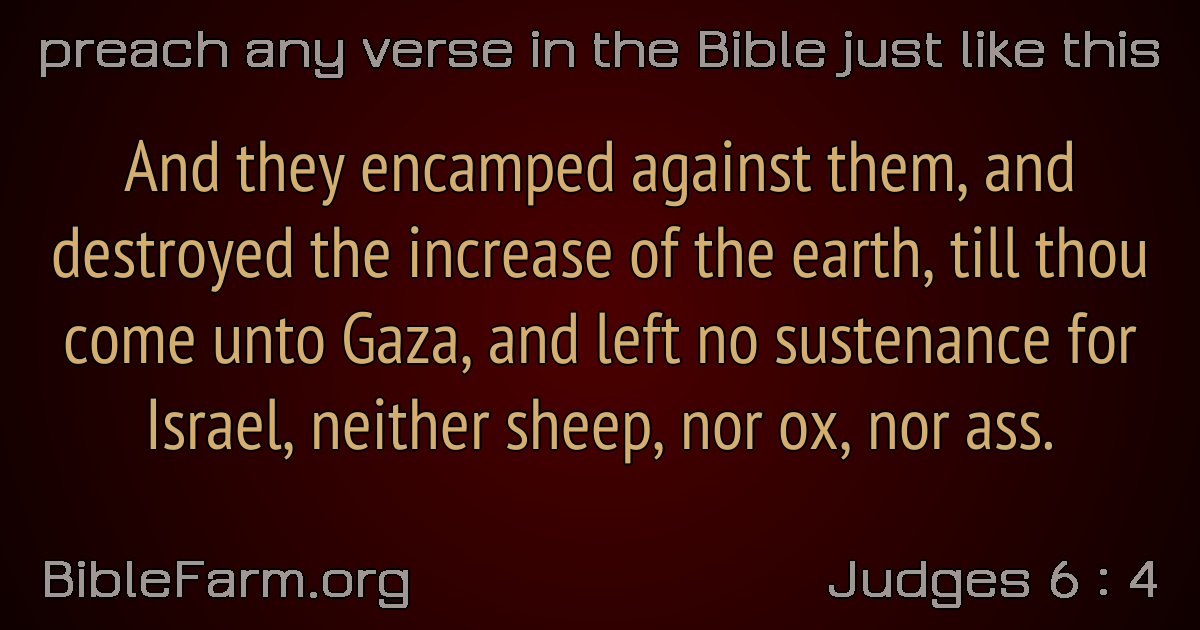 preach any verse in the Bible just like this
And they encamped against them, and
destroyed the increase of the earth, till thou
come unto Gaza, and left no sustenance for
Israel, neither sheep, nor ox, nor ass.
BibleFarm.org
Judges 6 : 4